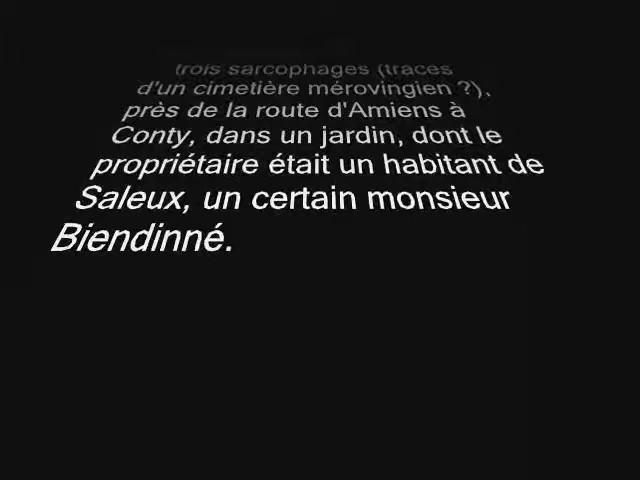 trois sarcophages (traces
d'un cimetière mérovingien ?),
près de la route d'Amiens à
Conty, dans un jardin, dont le
propriétaire était un habitant de
Saleux, un certain monsieur
Biendinné.